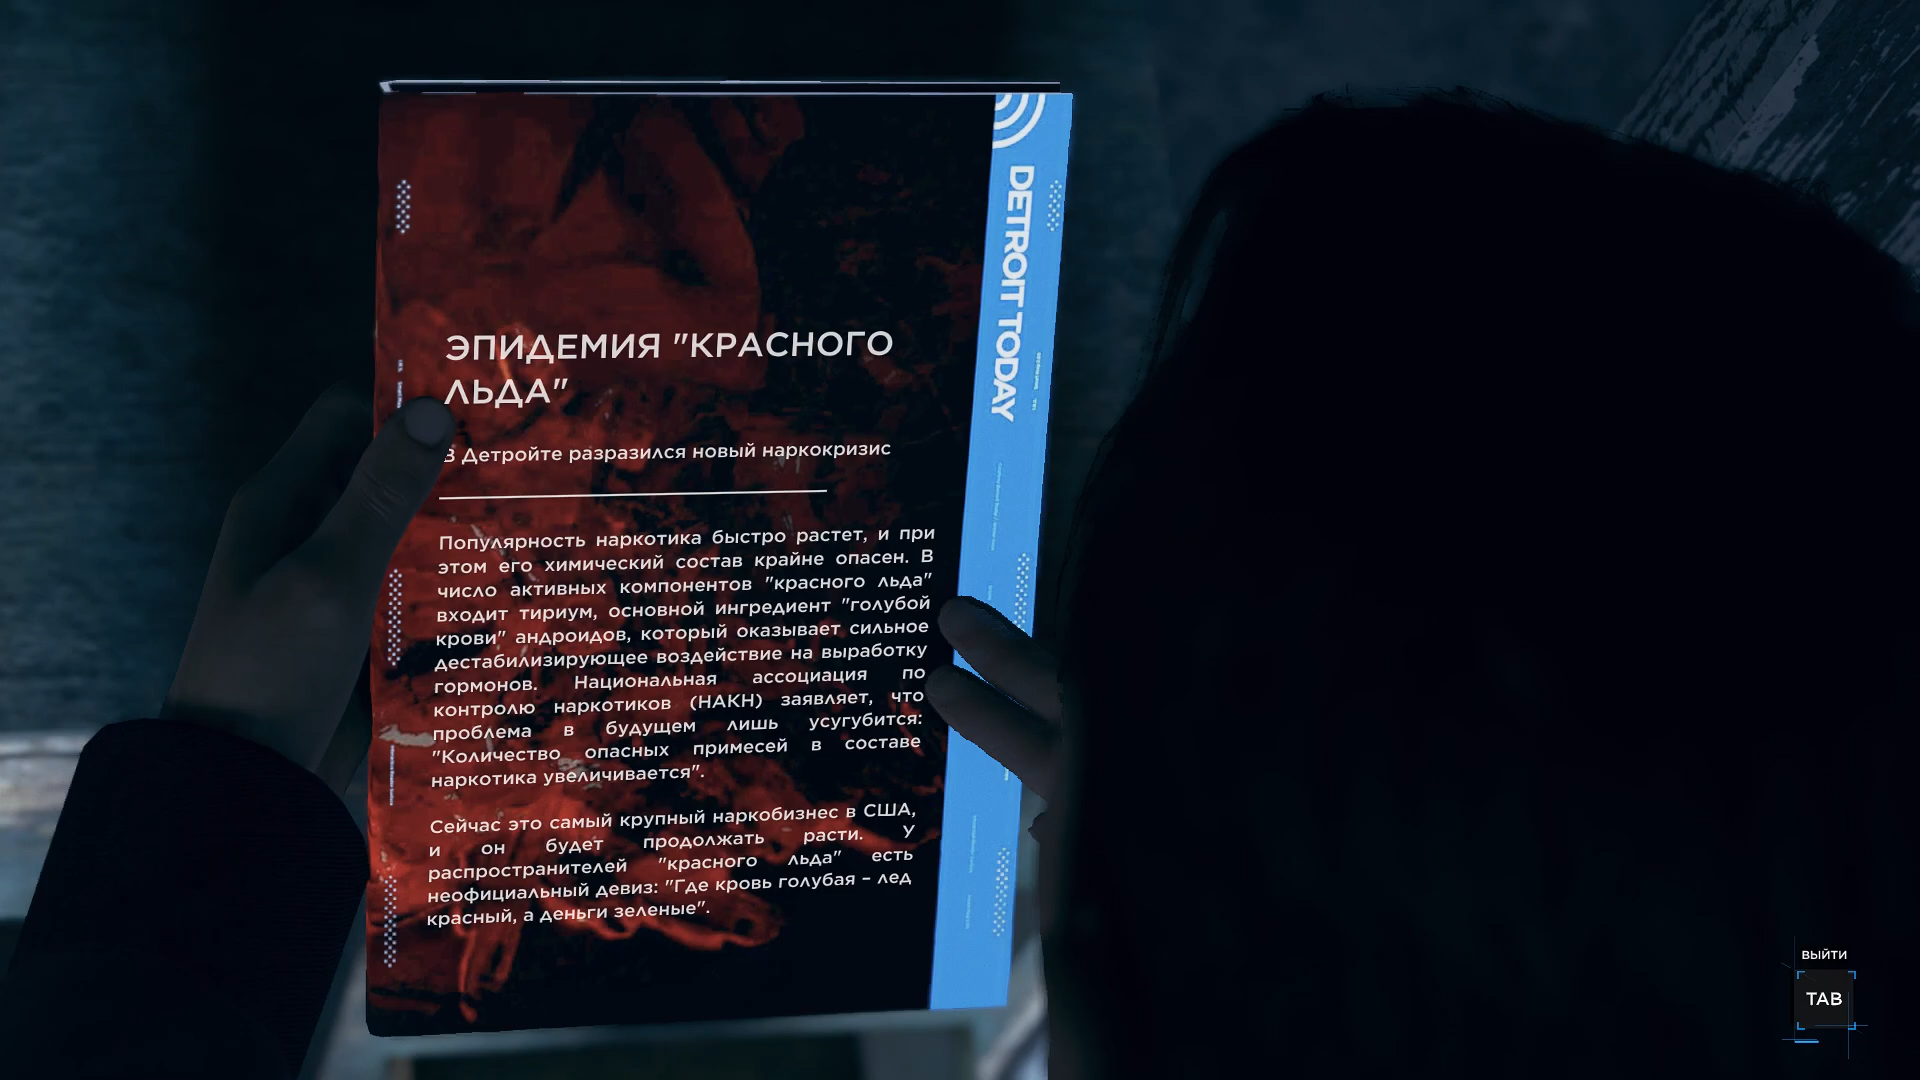 ЭПИДЕМИЯ "КРАСНОГО
ЛЬДА"
В Детройте разразился новый наркокризис
Популярность наркотика быстро растет, и при
этом его химический состав крайне опасен. В
число активных компонентов "красного льда"
входит тириум, основной ингредиент "голубой
крови" андроидов, который оказывает сильное
дестабилизирующее воздействие на выработку
гормонов. Национальная ассоциация по
контролю наркотиков (НАКН) заявляет, что
проблема в будущем лишь усугубится:
"Количество опасных примесей в составе
наркотика увеличивается".
Сейчас это самый крупный наркобизнес в США,
и он будет продолжать расти. У
распространителей "красного льда" есть
неофициальный девиз: "Где кровь голубая – лед
красный, а деньги зеленые".
DETROIT TODAY
ВЫЙТИ
TAB